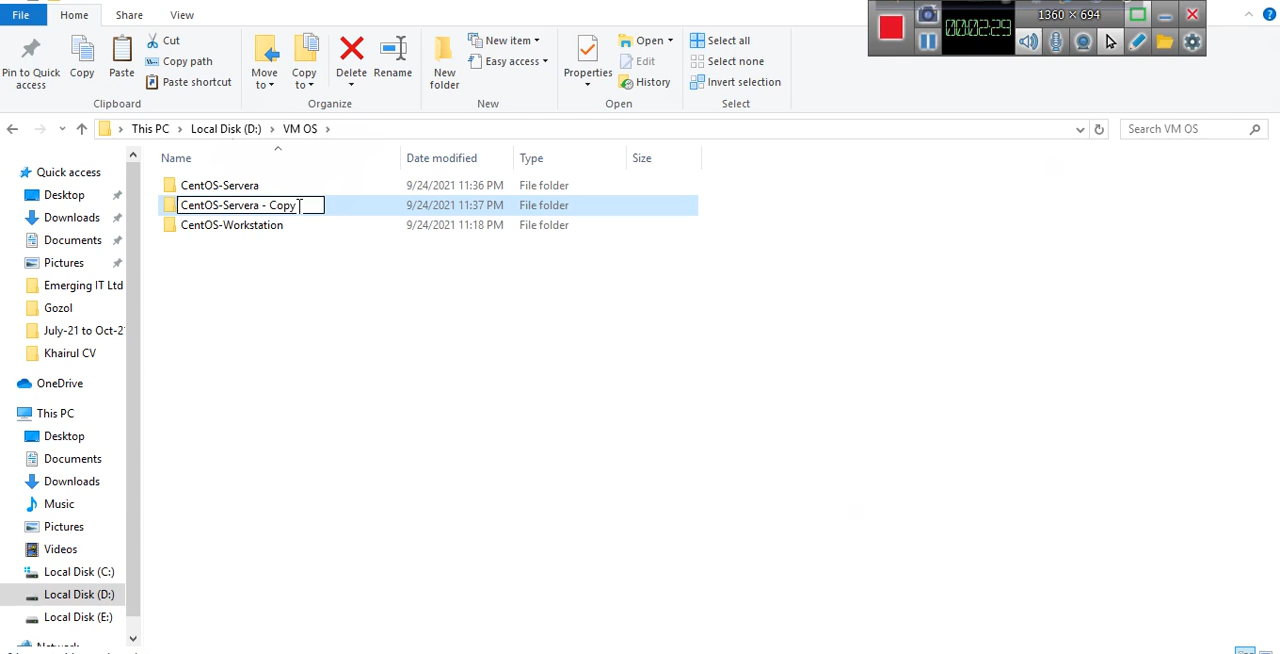 File Home Share View
00:02:29 1360 × 694
Pin to Quick access
Copy
Paste
Cut
Copy path
Paste shortcut
Move to
Copy to
Delete
Rename
New folder
New item
Easy access
Properties
Open
Edit
History
Select all
Select none
Invert selection
Clipboard Organize New Open Select
This PC > Local Disk (D:) > VM OS >
Search VM OS
Name Date modified Type Size
CentOS-Servera 9/24/2021 11:36 PM File folder
CentOS-Servera - Copy 9/24/2021 11:37 PM File folder
CentOS-Workstation 9/24/2021 11:18 PM File folder
Quick access
Desktop
Downloads
Documents
Pictures
Emerging IT Ltd
Gozol
July-21 to Oct-2
Khairul CV
OneDrive
This PC
Desktop
Documents
Downloads
Music
Pictures
Videos
Local Disk (C:)
Local Disk (D:)
Local Disk (E:)